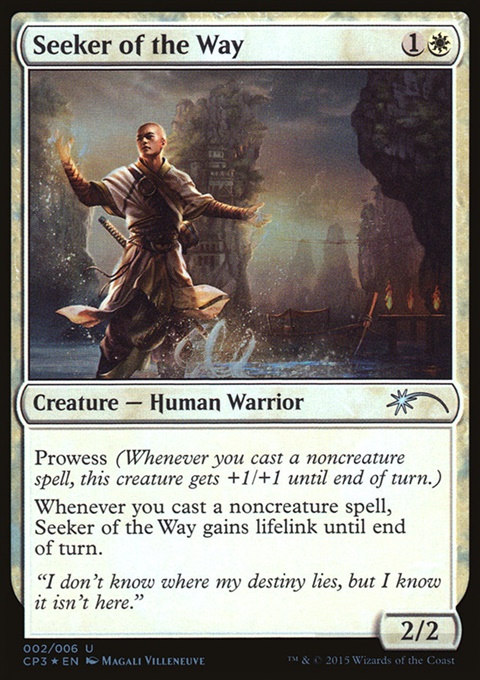 Seeker of the Way 1
Creature — Human Warrior
Prowess (Whenever you cast a noncreature
spell, this creature gets +1/+1 until end of turn.)
Whenever you cast a noncreature spell,
Seeker of the Way gains lifelink until end
of turn.
“I don’t know where my destiny lies, but I know
it isn’t here.”
2/2
002/006 U
CP3 ★ EN Magali Villeneuve
™ & © 2015 Wizards of the Coast